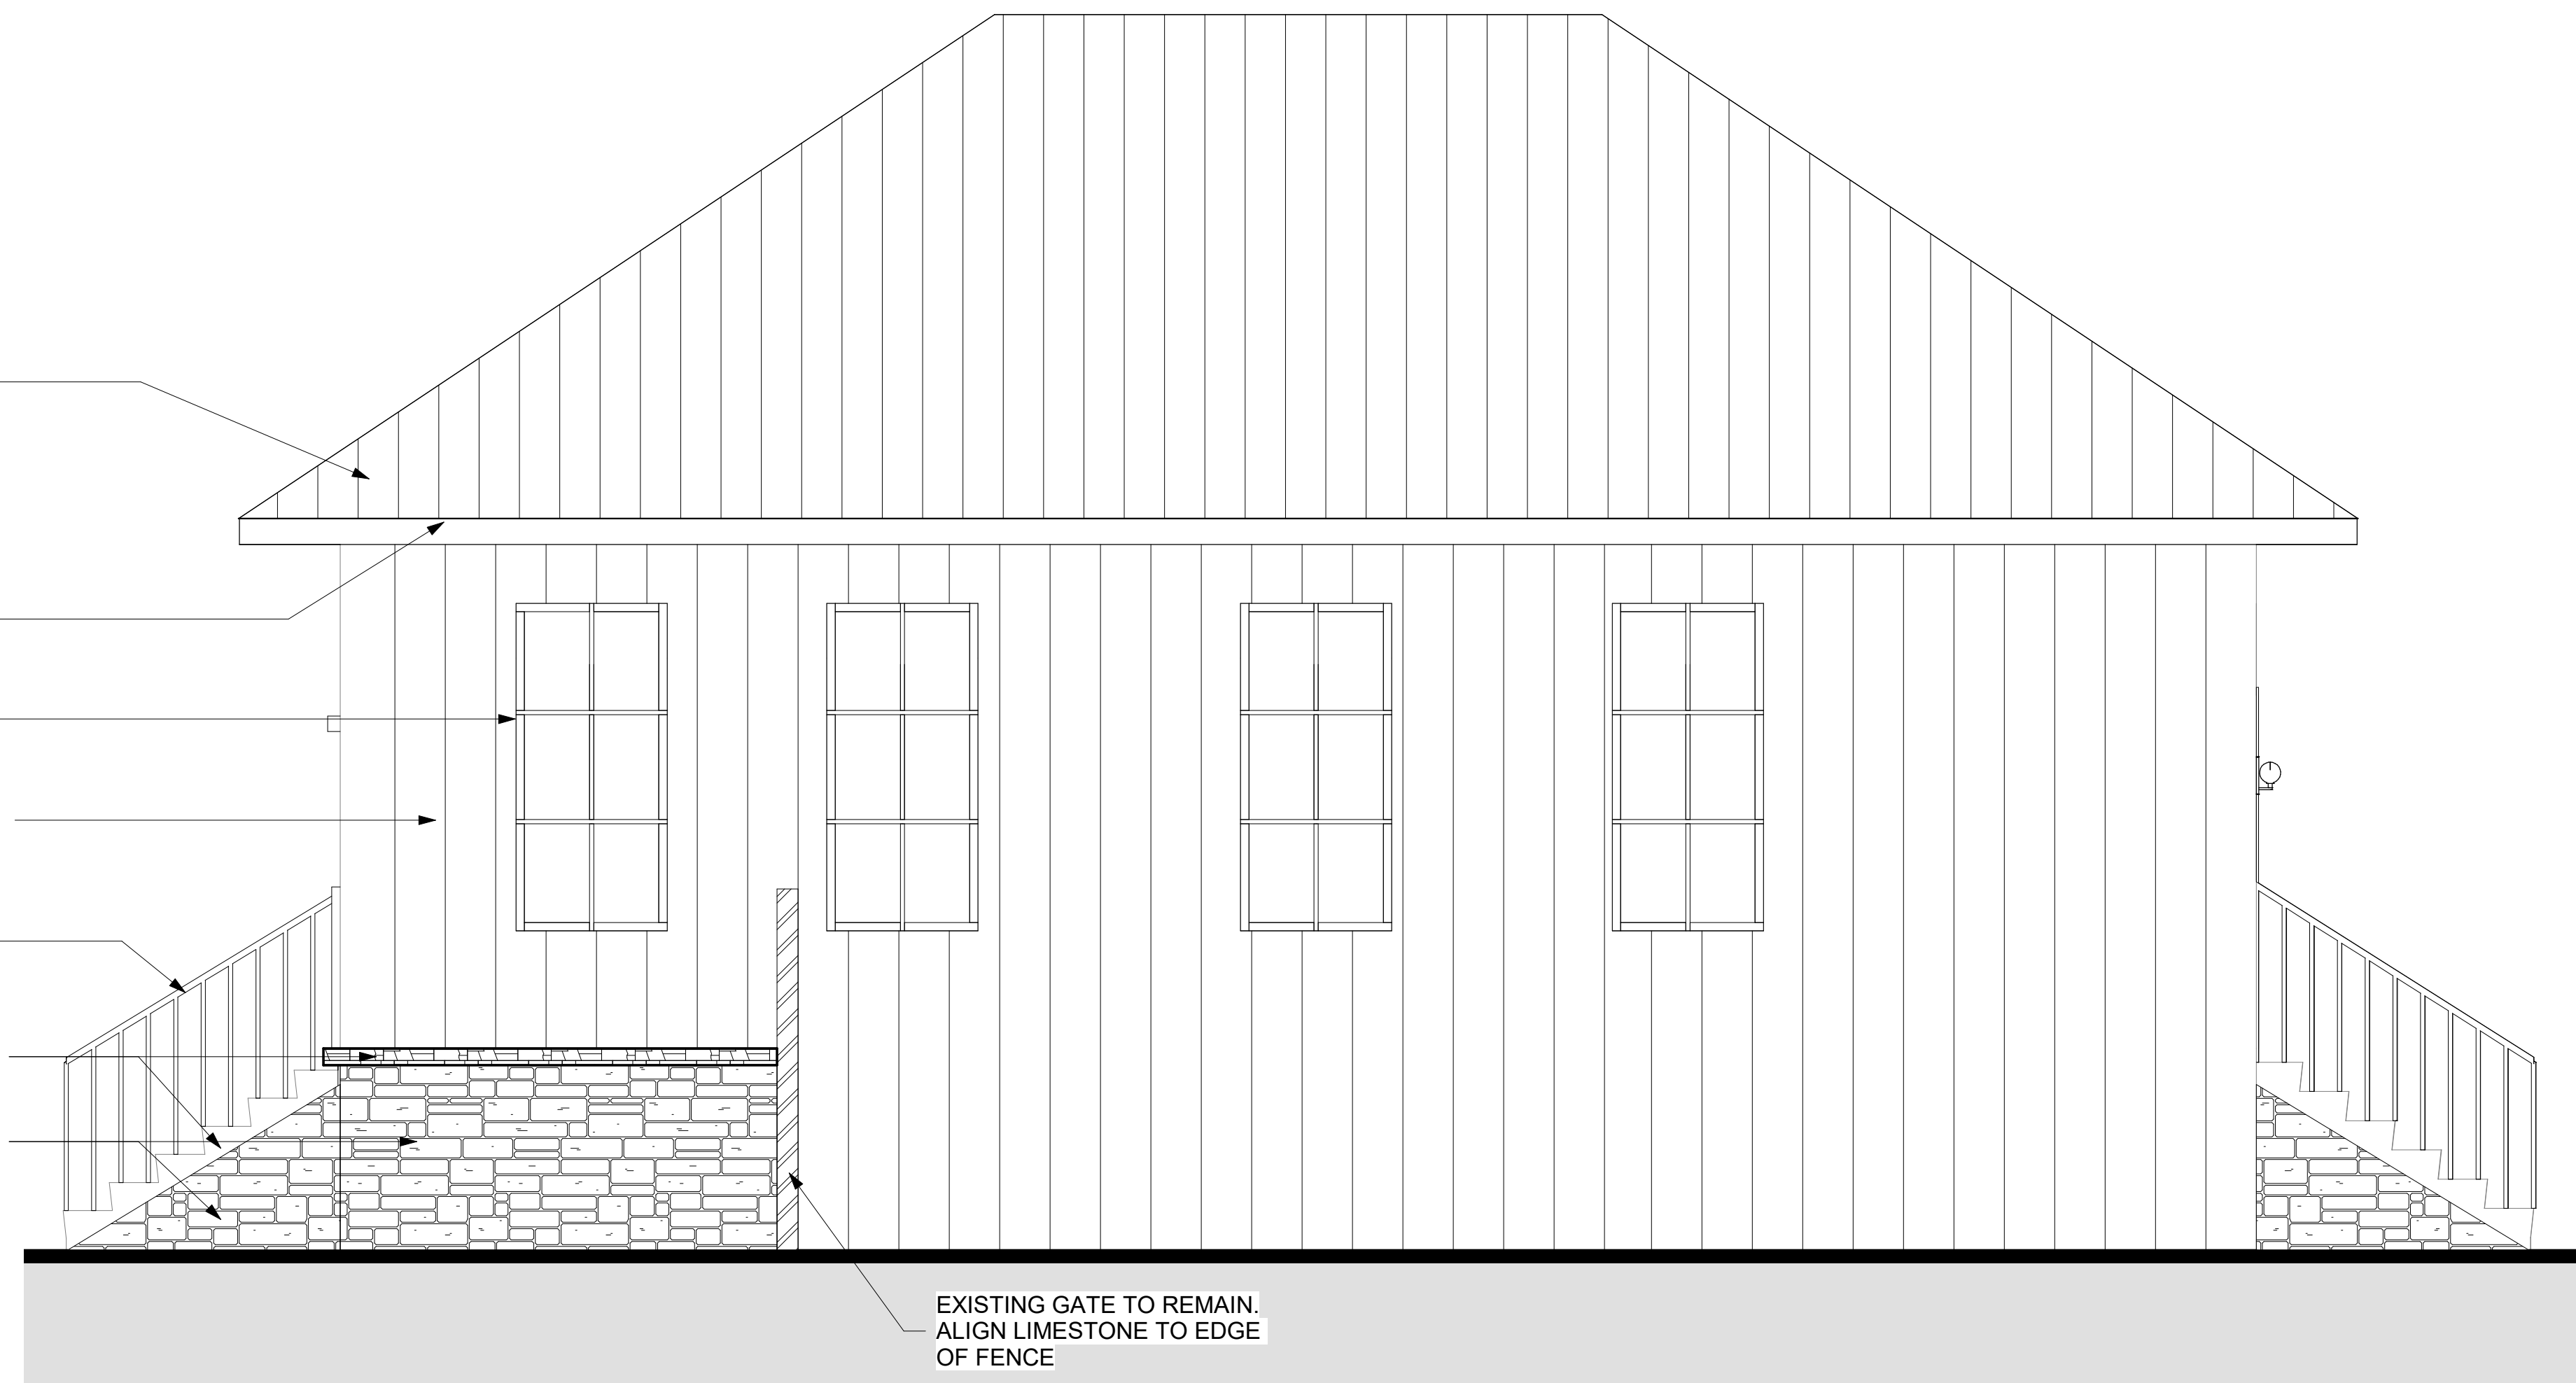 EXISTING GATE TO REMAIN.
ALIGN LIMESTONE TO EDGE
OF FENCE